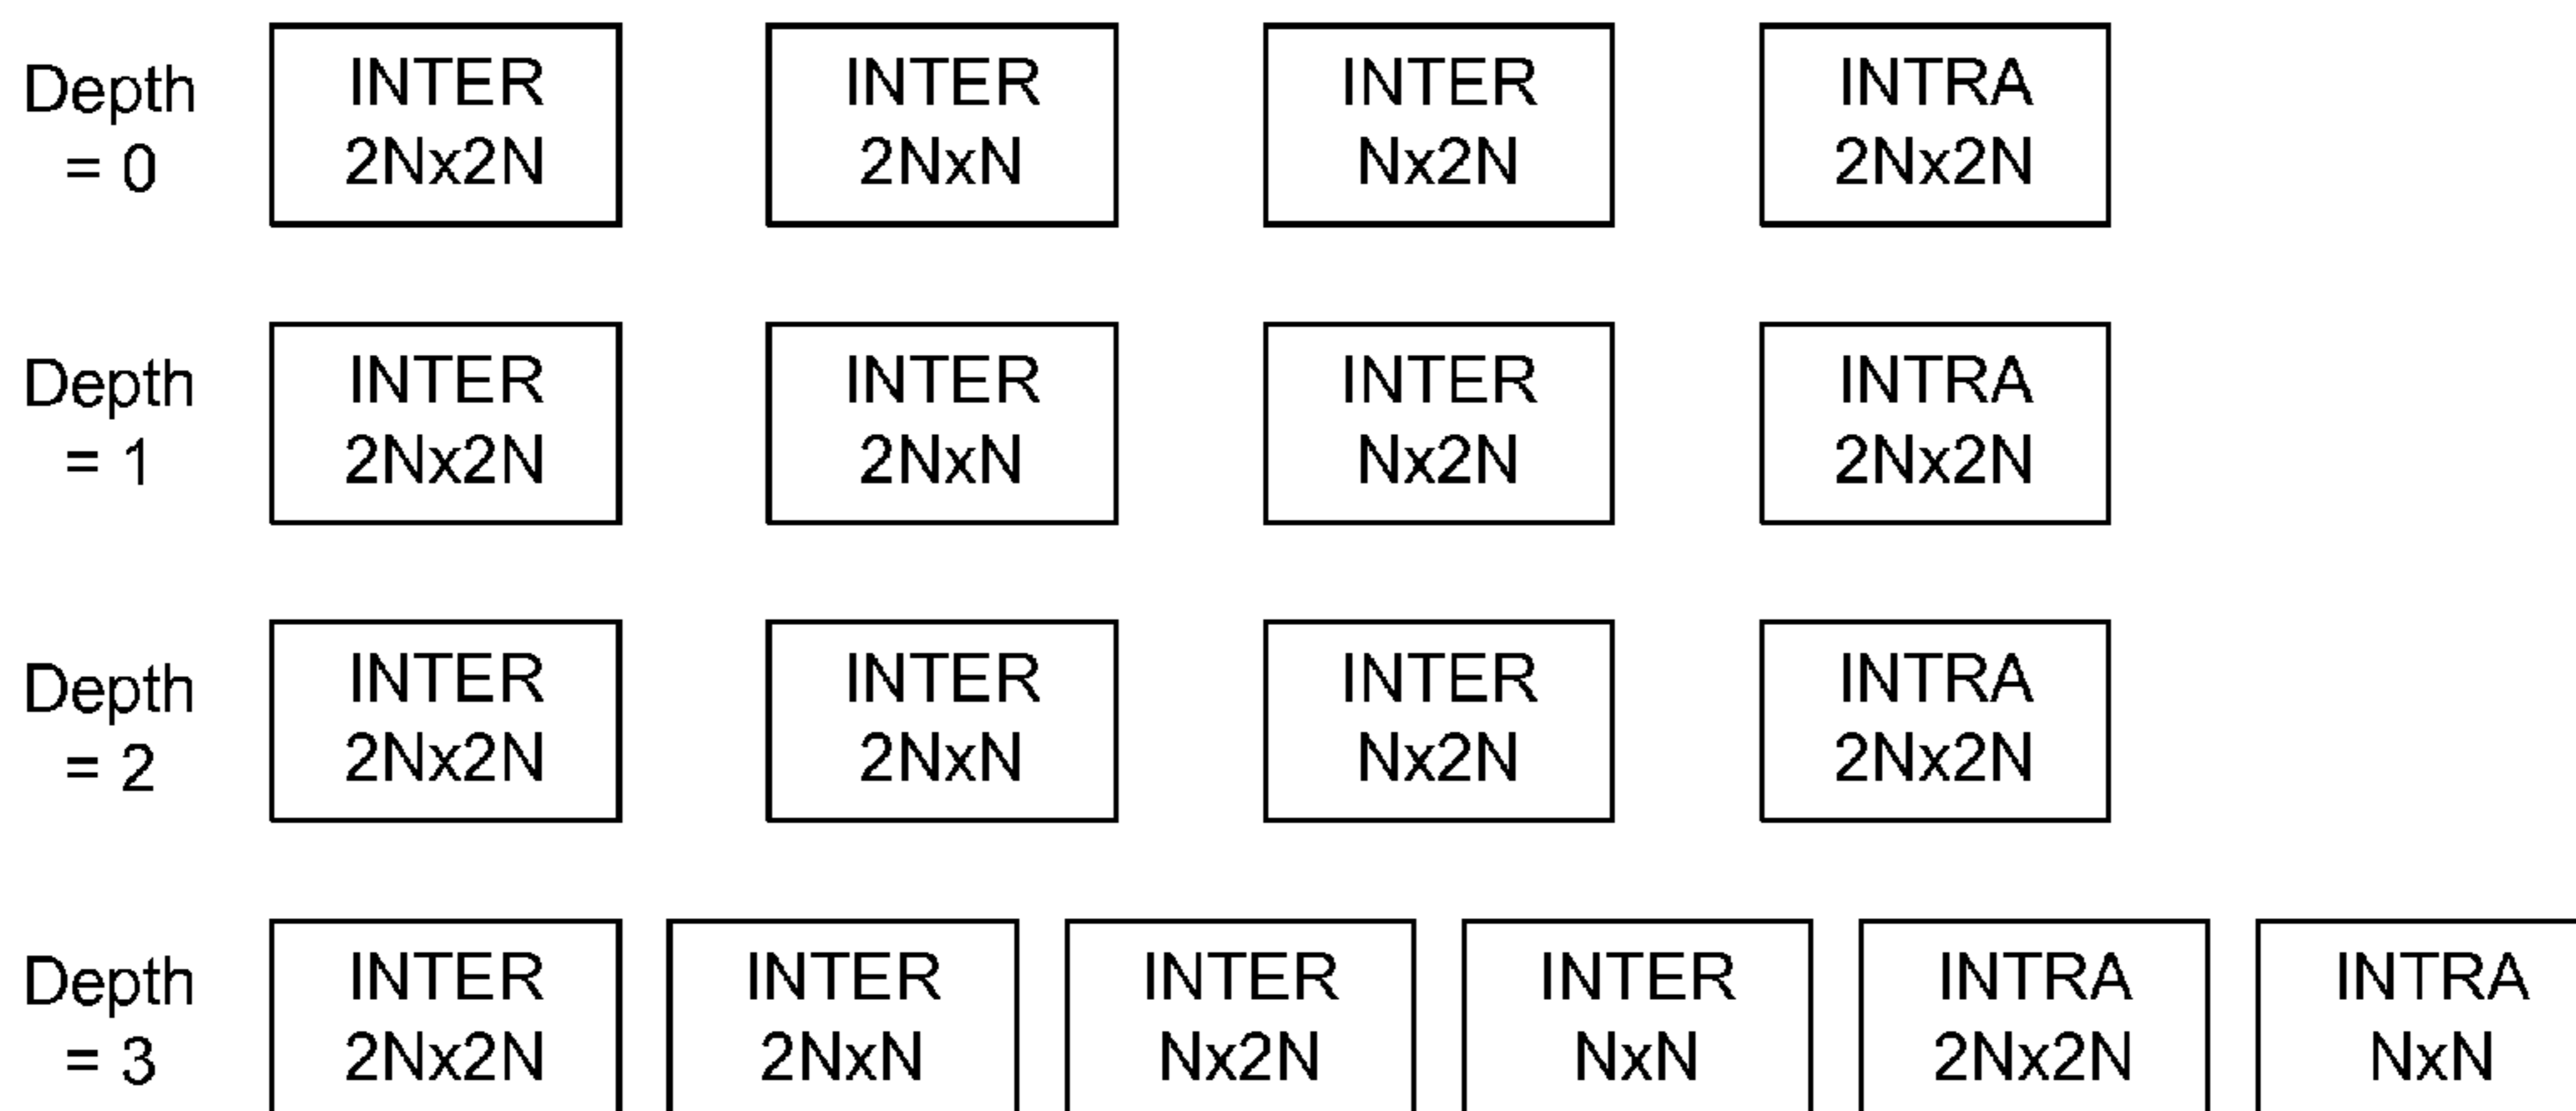 Depth
= 0
INTER
2Nx2N
INTER
2NxN
INTER
Nx2N
INTRA
2Nx2N
Depth
= 1
INTER
2Nx2N
INTER
2NxN
INTER
Nx2N
INTRA
2Nx2N
Depth
= 2
INTER
2Nx2N
INTER
2NxN
INTER
Nx2N
INTRA
2Nx2N
Depth
= 3
INTER
2Nx2N
INTER
2NxN
INTER
Nx2N
INTER
NxN
INTRA
2Nx2N
INTRA
NxN